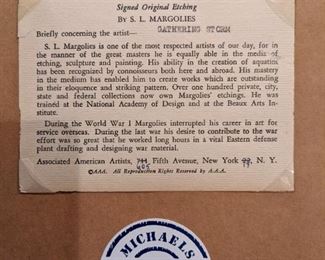 Signed Original Etching
BY S. L. MARGOLIES
Briefly concerning the artist— GATHERING STORM
S. L. Margolies is one of the most respected artists of our day, for in
the manner of the great masters he is equally able in the media of
etching, sculpture and painting. His ability in the creation of aquatints
has been recognized by connoisseurs both here and abroad. His mastery
in the medium has enabled him to create works which are outstanding
in their eloquence and striking pattern. Over one hundred private, city,
state and federal collections now own Margolies' etchings. He was
trained at the National Academy of Design and at the Beaux Arts In-
stitute.
During the World War I Margolies interrupted his career in art for
service overseas. During the last war his desire to contribute to the war
effort was so great that he worked long hours in a vital Eastern defense
plant drafting and designing war material.
Associated American Artists, 711, Fifth Avenue, New York 22, N. Y.
605 19.
©AAA. All Reproduction Rights Reserved by A.A.A.
MICHAELS